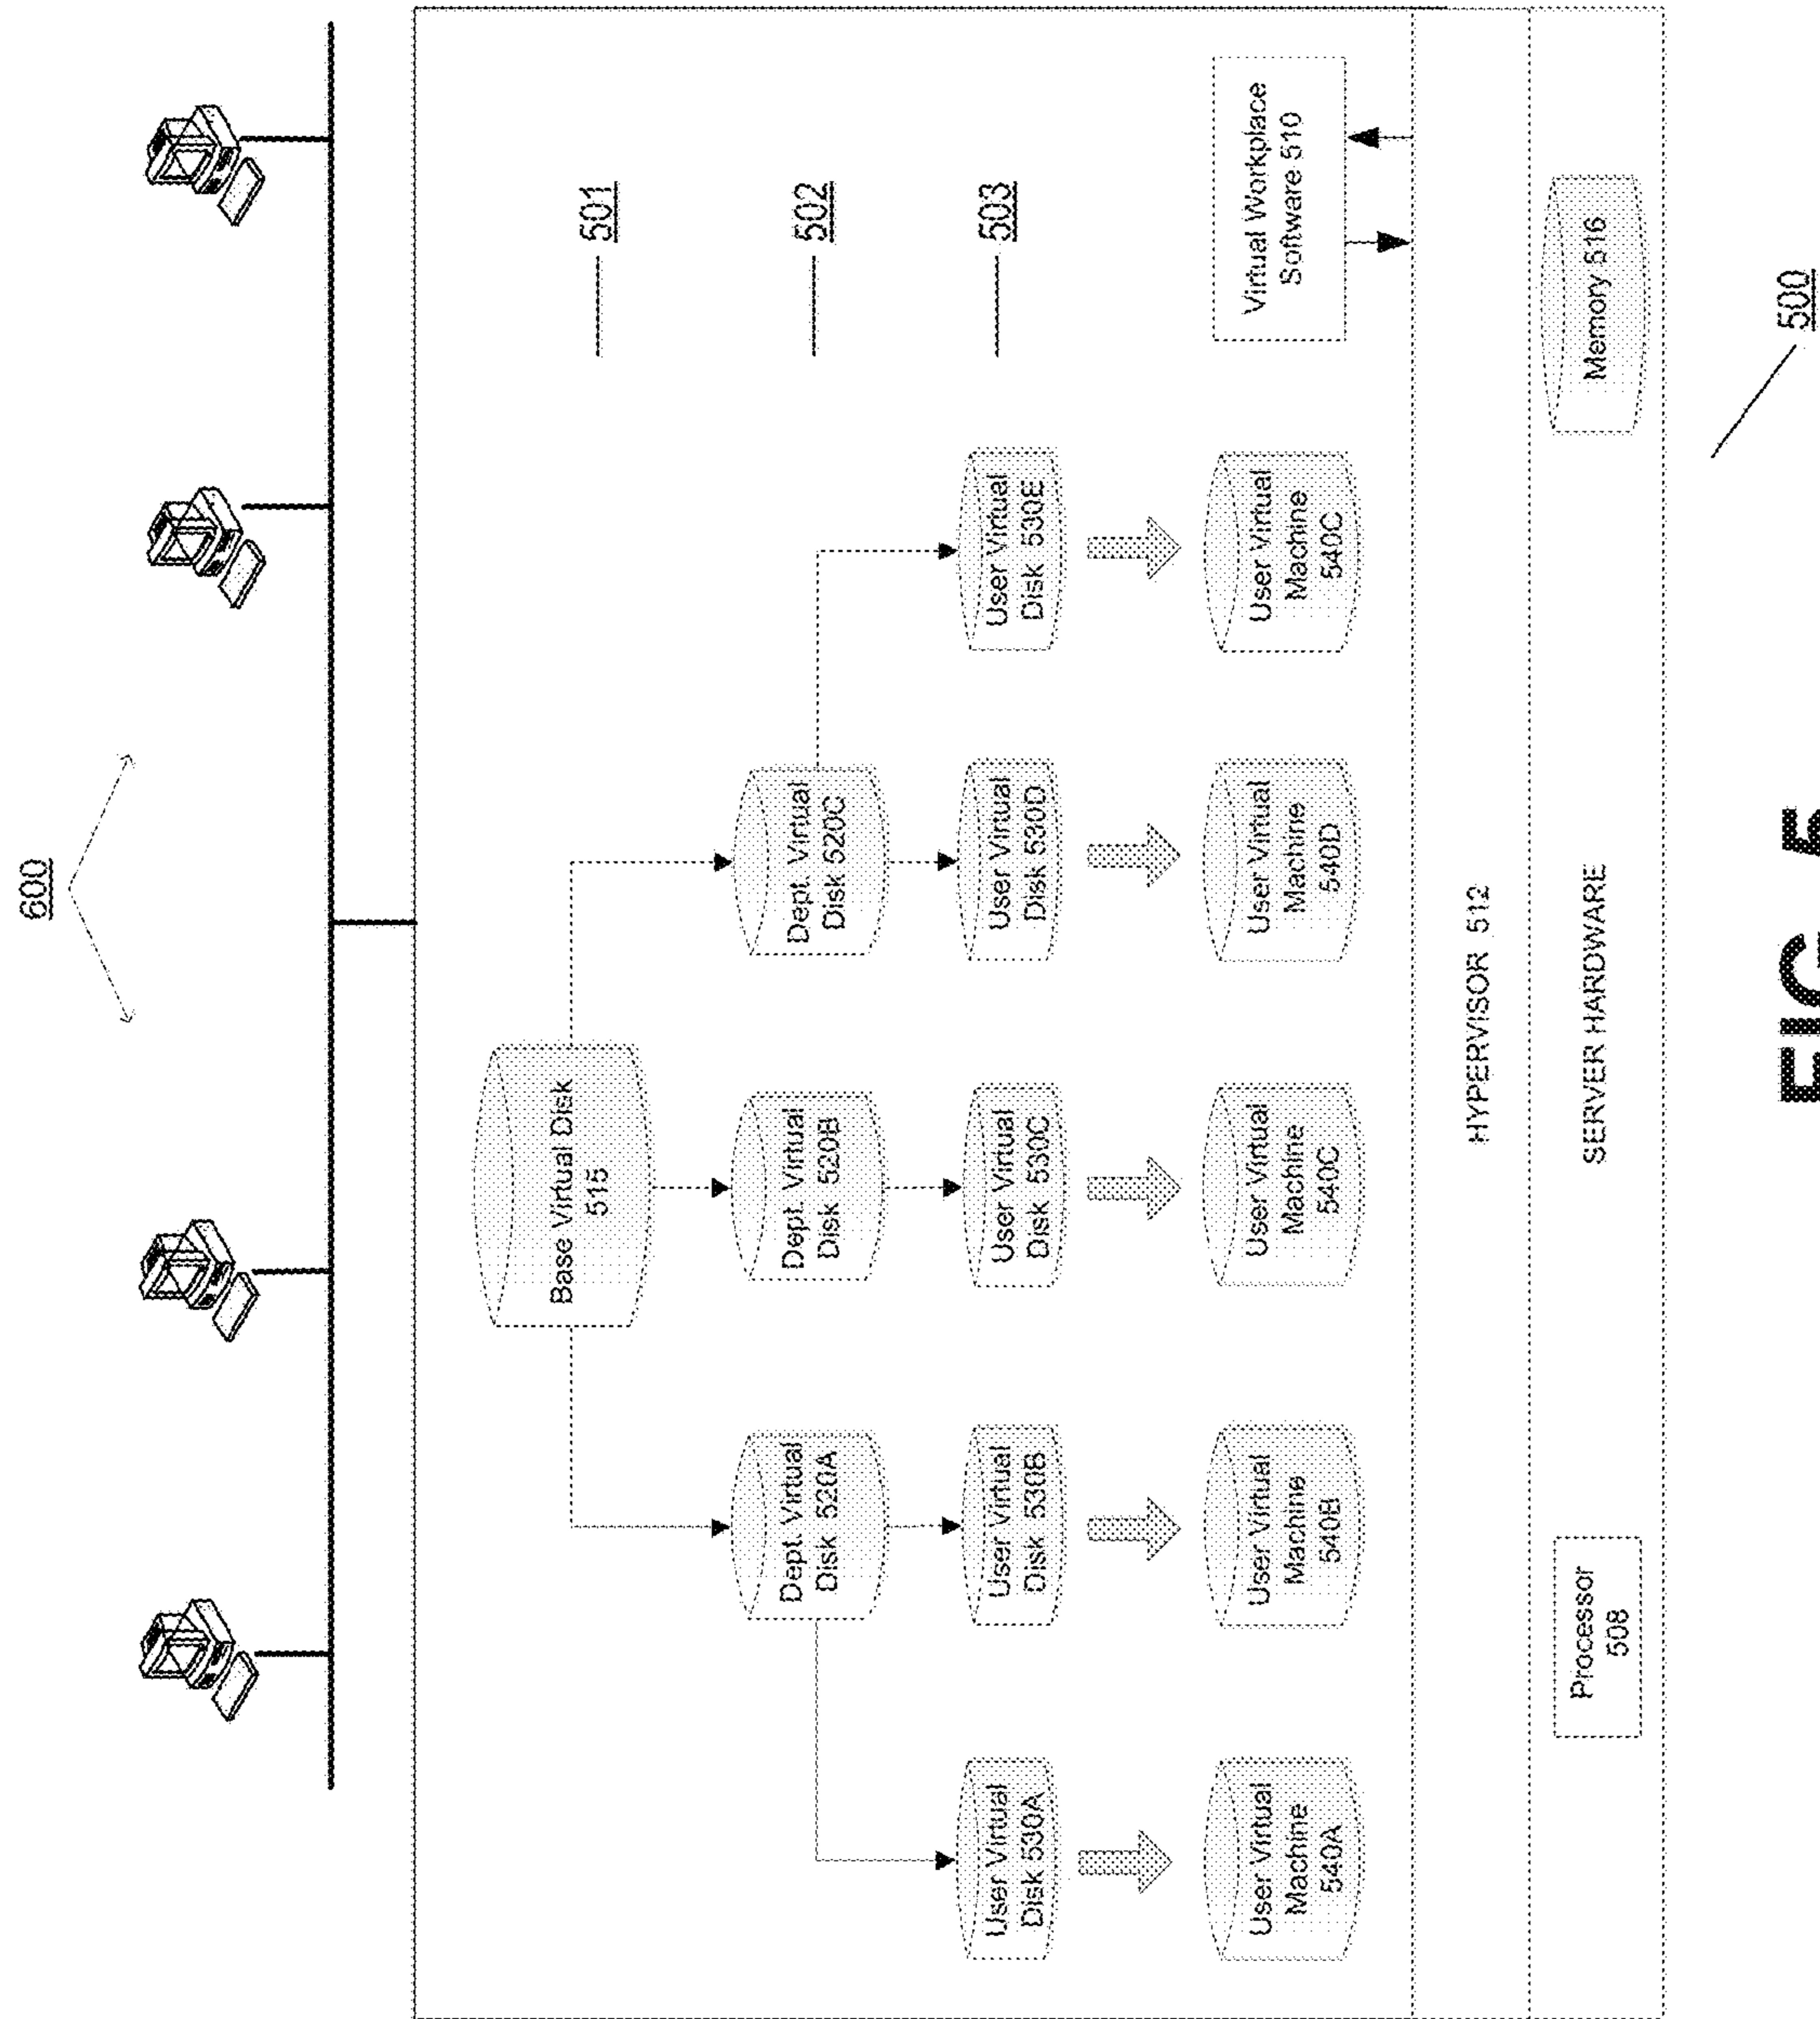 600
501
502
503
Base Virtual Disk
515
Dept. Virtual
Disk 520A
Dept. Virtual
Disk 520B
Dept. Virtual
Disk 520C
User Virtual
Disk 530A
User Virtual
Disk 530B
User Virtual
Disk 530C
User Virtual
Disk 530D
User Virtual
Disk 530E
User Virtual
Machine
540A
User Virtual
Machine
540B
User Virtual
Machine
540C
User Virtual
Machine
540D
User Virtual
Machine
540C
Virtual Workplace
Software 510
HYPERVISOR 512
SERVER HARDWARE
Processor
508
Memory 516
500
FIG. 5